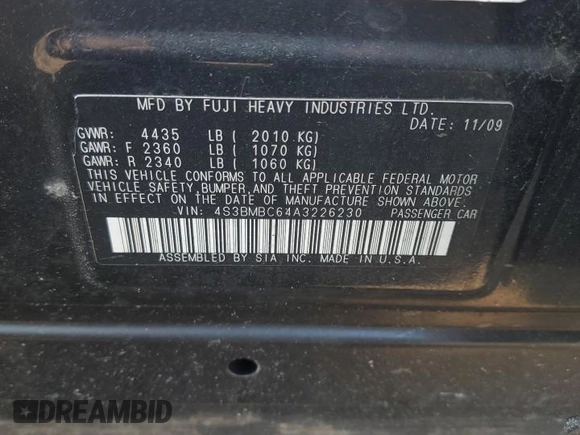 MFD BY FUJI HEAVY INDUSTRIES LTD.
DATE: 11/09
GVWR: 4435 LB ( 2010 KG)
GAWR: F 2360 LB ( 1070 KG)
GAWR: R 2340 LB ( 1060 KG)
THIS VEHICLE CONFORMS TO ALL APPLICABLE FEDERAL MOTOR
VEHICLE SAFETY, BUMPER, AND THEFT PREVENTION STANDARDS
IN EFFECT ON THE DATE OF MANUFACTURE SHOWN ABOVE.
VIN: 4S3BMBC64A3226230 PASSENGER CAR
ASSEMBLED BY SIA INC. MADE IN U.S.A.
DREAMBID